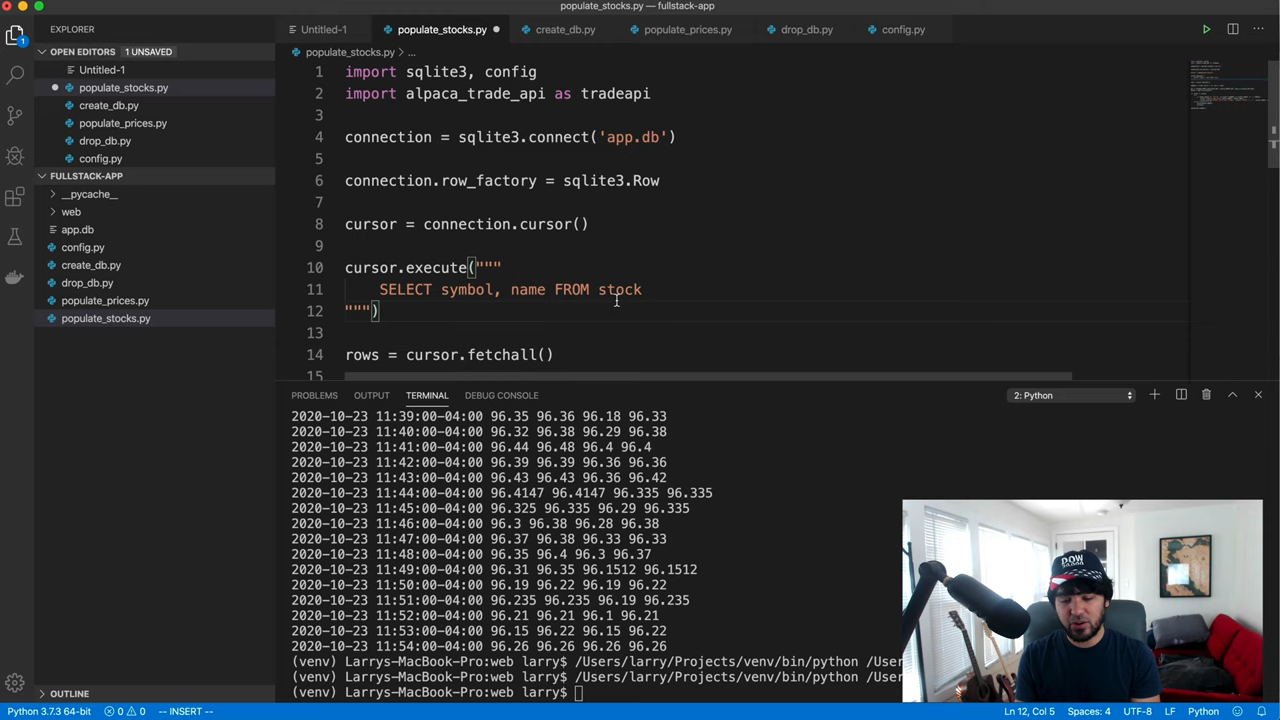 populate_stocks.py — fullstack-app
EXPLORER
Untitled-1
populate_stocks.py
create_db.py
populate_prices.py
drop_db.py
config.py
OPEN EDITORS 1 UNSAVED
Untitled-1
populate_stocks.py
create_db.py
populate_prices.py
drop_db.py
config.py
FULLSTACK-APP
__pycache__
web
app.db
config.py
create_db.py
drop_db.py
populate_prices.py
populate_stocks.py
OUTLINE
populate_stocks.py > ...
1 import sqlite3, config
2 import alpaca_trade_api as tradeapi
3
4 connection = sqlite3.connect('app.db')
5
6 connection.row_factory = sqlite3.Row
7
8 cursor = connection.cursor()
9
10 cursor.execute("""
11 SELECT symbol, name FROM stock
12 """)
13
14 rows = cursor.fetchall()
15
PROBLEMS OUTPUT TERMINAL DEBUG CONSOLE 2: Python
2020-10-23 11:39:00-04:00 96.35 96.36 96.18 96.33
2020-10-23 11:40:00-04:00 96.32 96.38 96.29 96.38
2020-10-23 11:41:00-04:00 96.44 96.48 96.4 96.4
2020-10-23 11:42:00-04:00 96.39 96.39 96.36 96.36
2020-10-23 11:43:00-04:00 96.43 96.43 96.36 96.42
2020-10-23 11:44:00-04:00 96.4147 96.4147 96.335 96.335
2020-10-23 11:45:00-04:00 96.325 96.335 96.29 96.335
2020-10-23 11:46:00-04:00 96.3 96.38 96.28 96.38
2020-10-23 11:47:00-04:00 96.37 96.38 96.33 96.33
2020-10-23 11:48:00-04:00 96.35 96.4 96.3 96.37
2020-10-23 11:49:00-04:00 96.31 96.35 96.1512 96.1512
2020-10-23 11:50:00-04:00 96.19 96.22 96.19 96.22
2020-10-23 11:51:00-04:00 96.235 96.235 96.19 96.235
2020-10-23 11:52:00-04:00 96.21 96.21 96.1 96.21
2020-10-23 11:53:00-04:00 96.15 96.22 96.15 96.22
2020-10-23 11:54:00-04:00 96.26 96.26 96.26 96.26
(venv) Larrys-MacBook-Pro:web larry$ /Users/larry/Projects/venv/bin/python /User
(venv) Larrys-MacBook-Pro:web larry$ /Users/larry/Projects/venv/bin/python /User
(venv) Larrys-MacBook-Pro:web larry$
Python 3.7.3 64-bit 0 0 -- INSERT -- Ln 12, Col 5 Spaces: 4 UTF-8 LF Python